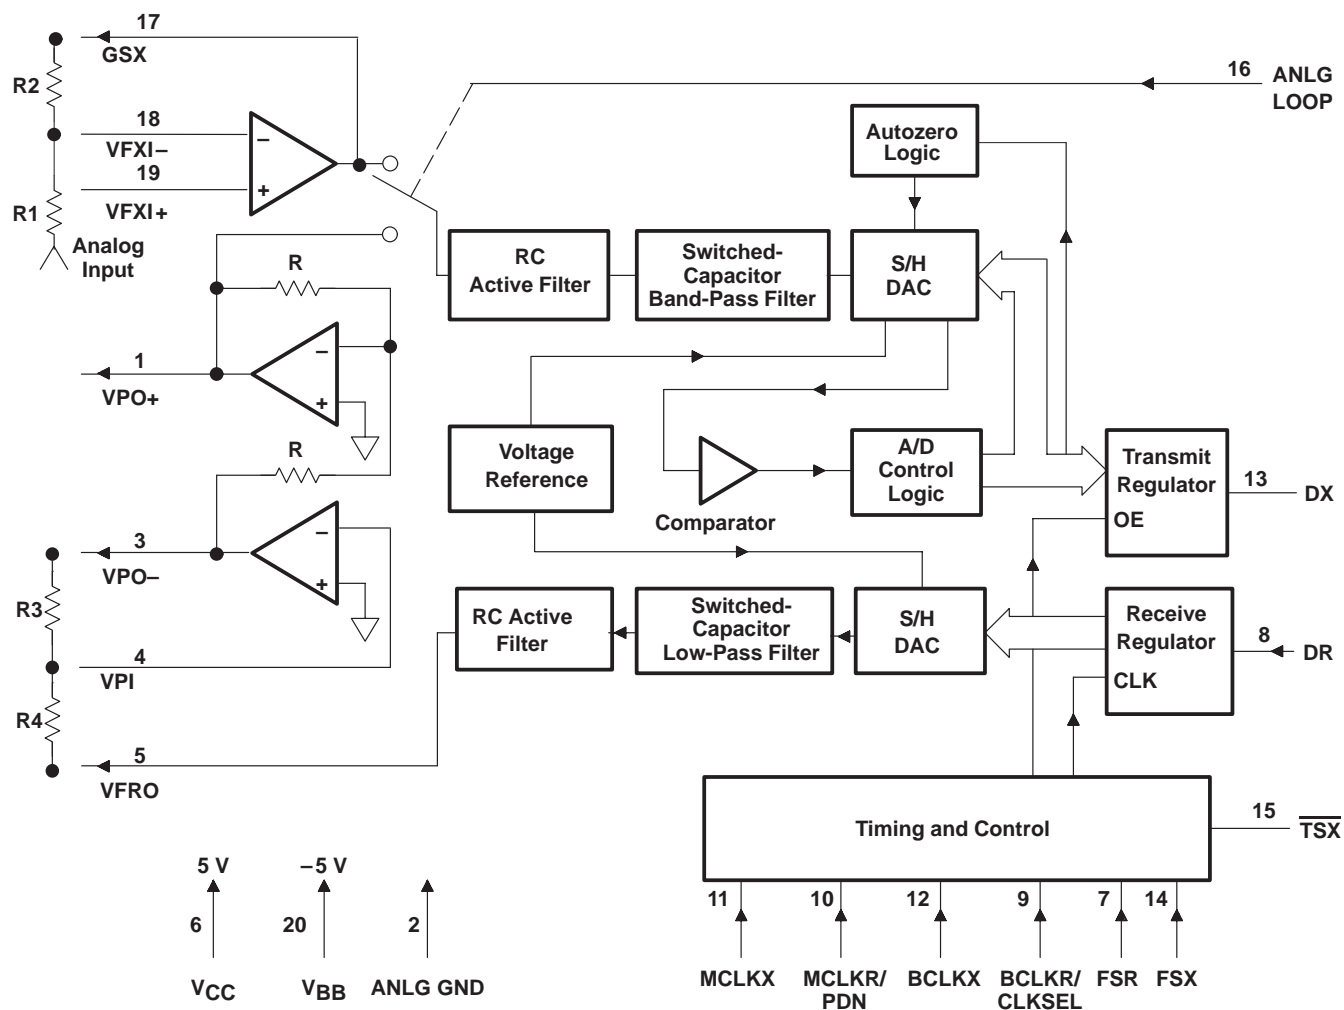 17
GSX
R2
18
VFXI–
19
VFXI+
R1
Analog
Input
–
+
16
ANLG
LOOP
Autozero
Logic
RC
Active Filter
Switched-
Capacitor
Band-Pass Filter
S/H
DAC
R
–
+
1
VPO+
R
Voltage
Reference
Comparator
A/D
Control
Logic
Transmit
Regulator
OE
13
DX
–
+
3
VPO–
R3
4
VPI
R4
5
VFRO
RC Active
Filter
Switched-
Capacitor
Low-Pass Filter
S/H
DAC
Receive
Regulator
CLK
8
DR
Timing and Control
15
TSX
5 V
–5 V
6
20
2
VCC
VBB
ANLG GND
11
10
12
9
7
14
MCLKX
MCLKR/
PDN
BCLKX
BCLKR/
CLKSEL
FSR
FSX